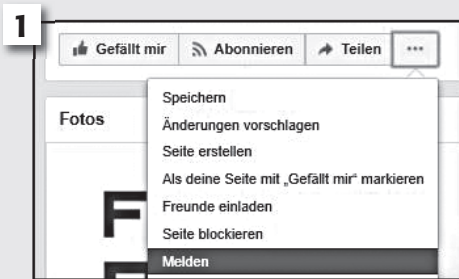 1
Gefällt mir Abonnieren Teilen ...
Speichern
Fotos
Änderungen vorschlagen
Seite erstellen
Als deine Seite mit „Gefällt mir“ markieren
Freunde einladen
Seite blockieren
Melden
F